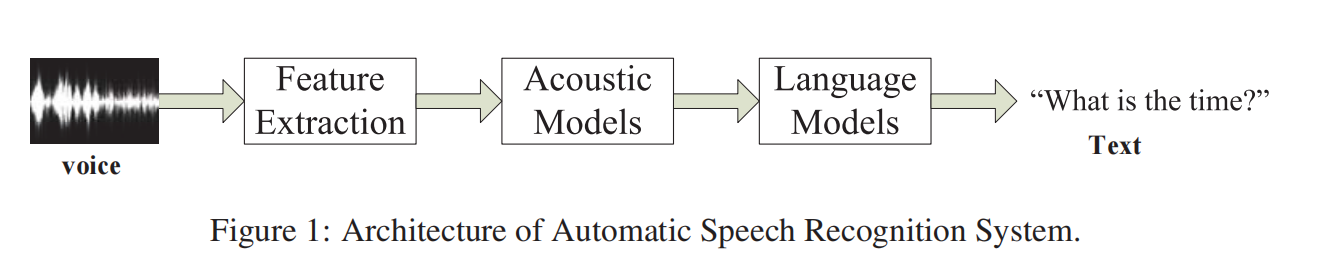 voice
Feature
Extraction
Acoustic
Models
Language
Models
“What is the time?”
Text
Figure 1: Architecture of Automatic Speech Recognition System.